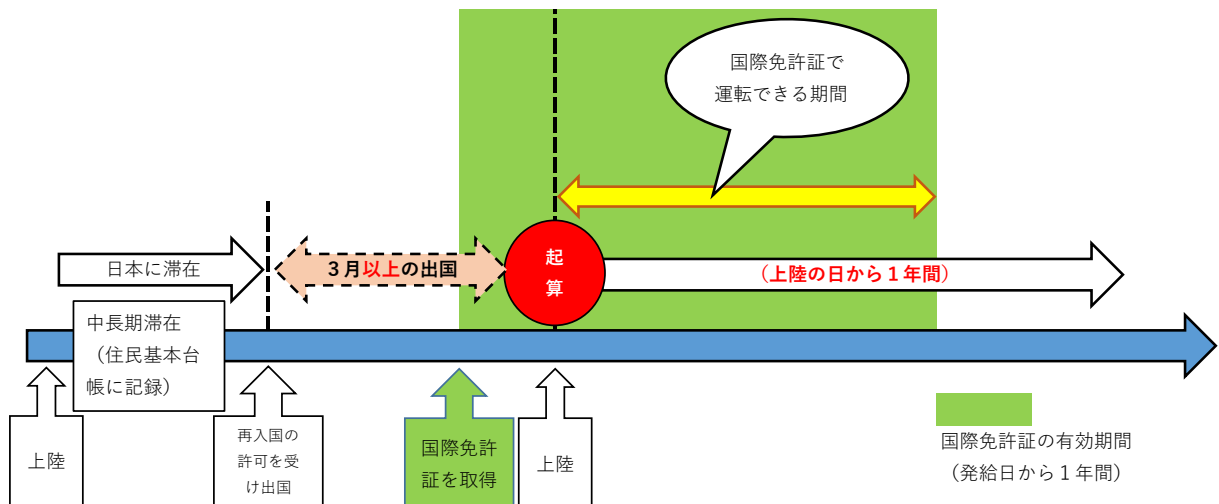 国際免許証で
運転できる期間
日本に滞在
３月以上の出国
起
算
(上陸の日から１年間)
中長期滞在
（住民基本台
帳に記録）
上陸
再入国の
許可を受
け出国
国際免許
証を取得
上陸
国際免許証の有効期間
（発給日から１年間）